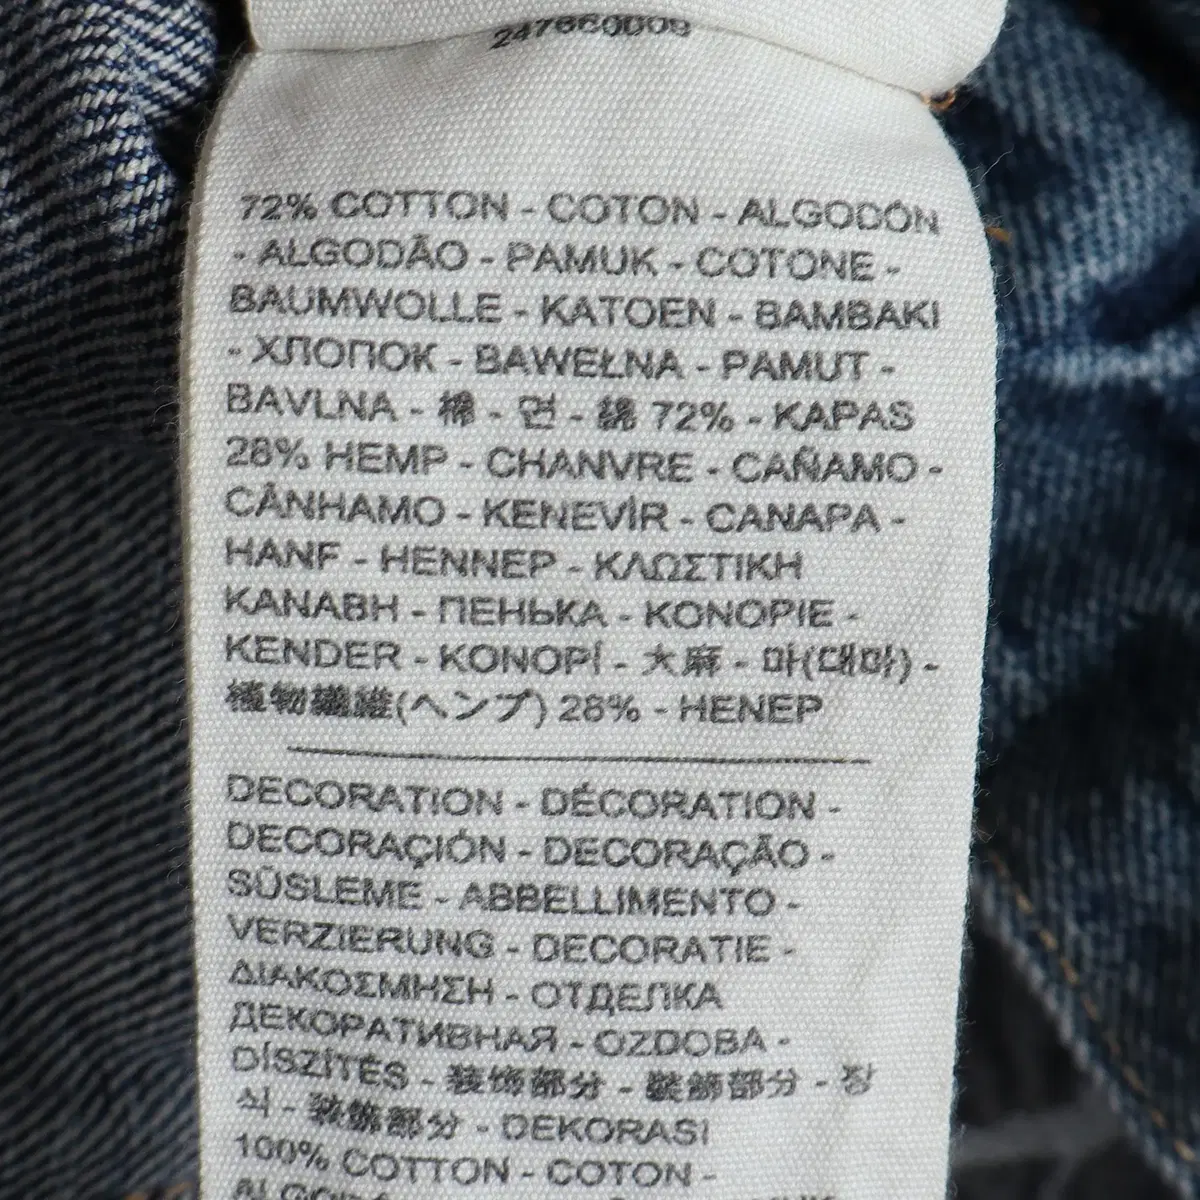 247660009
72% COTTON - COTON - ALGODÓN
- ALGODÃO - PAMUK - COTONE -
BAUMWOLLE - KATOEN - BAMBAKI
- ХЛОПОК - BAWEŁNA - PAMUT -
BAVLNA - 棉 - 면 - 綿 72% - KAPAS
28% HEMP - CHANVRE - CAÑAMO -
CÂNHAMO - KENEVİR - CANAPA -
HANF - HENNEP - ΚΛΩΣΤΙΚΗ
ΚΑΝΑΒΗ - ПЕНЬКА - KONOPIE -
KENDER - KONOPÍ - 大麻 - 마(대마) -
植物繊維(ヘンプ) 28% - HENEP
DECORATION - DÉCORATION -
DECORAÇIÓN - DECORAÇÃO -
SÜSLEME - ABBELLIMENTO -
VERZIERUNG - DECORATIE -
ΔΙΑΚΟΣΜΗΣΗ - ОТДЕЛКА
ДЕКОРАТИВНАЯ - OZDOBA -
DÍSZÍTÉS - 装饰部分 - 裝飾部分 - 장
식 - 装飾部分 - DEKORASI
100% COTTON - COTON -